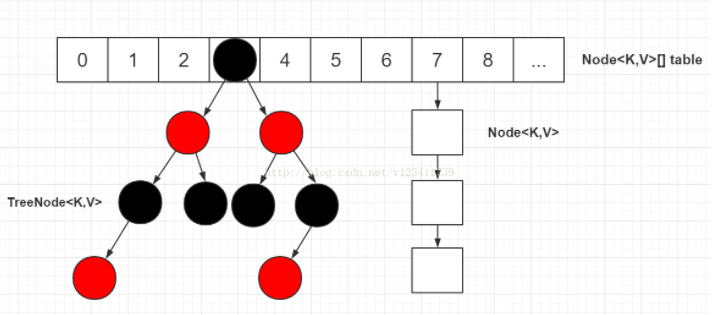 0 1 2 4 5 6 7 8 ...
Node<K,V>[] table
Node<K,V>
TreeNode<K,V>